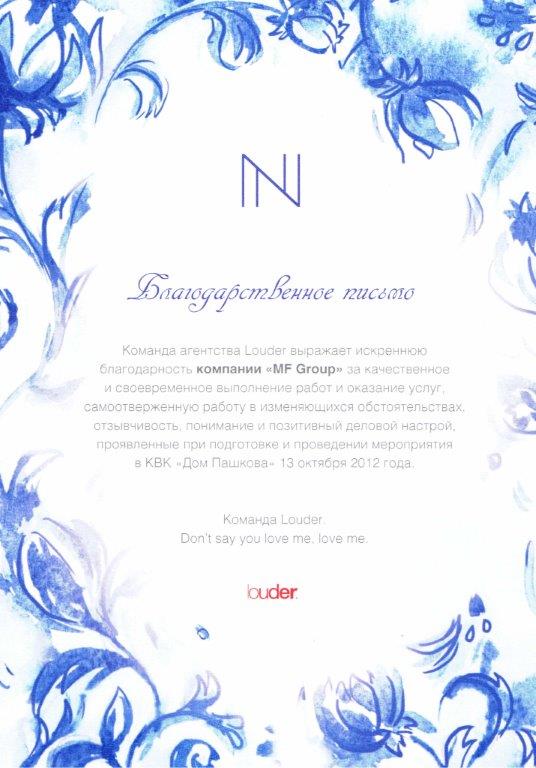 Благодарственное письмо
Команда агентства Louder выражает искреннюю
благодарность компании «MF Group» за качественное
и своевременное выполнение работ и оказание услуг,
самоотверженную работу в изменяющихся обстоятельствах,
отзывчивость, понимание и позитивный деловой настрой,
проявленные при подготовке и проведении мероприятия
в КВК «Дом Пашкова» 13 октября 2012 года.
Команда Louder.
Don't say you love me. love me.
louder.